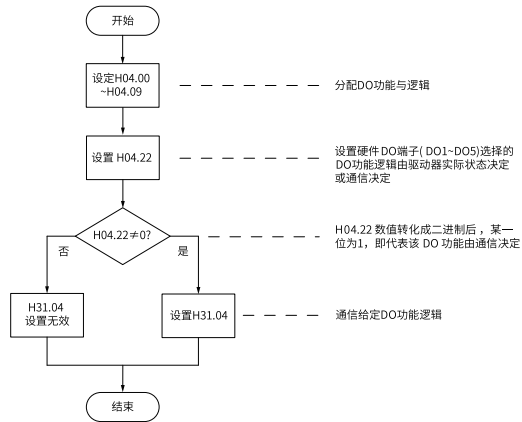 开始
设定H04.00
~H04.09
分配DO功能与逻辑
设置 H04.22
设置硬件DO端子( DO1~DO5)选择的
DO功能逻辑由驱动器实际状态决定
或通信决定
H04.22≠0?
H04.22 数值转化成二进制后 ，某一
位为1，即代表该 DO 功能由通信决定
否
是
H31.04
设置无效
设置H31.04
通信给定DO功能逻辑
结束